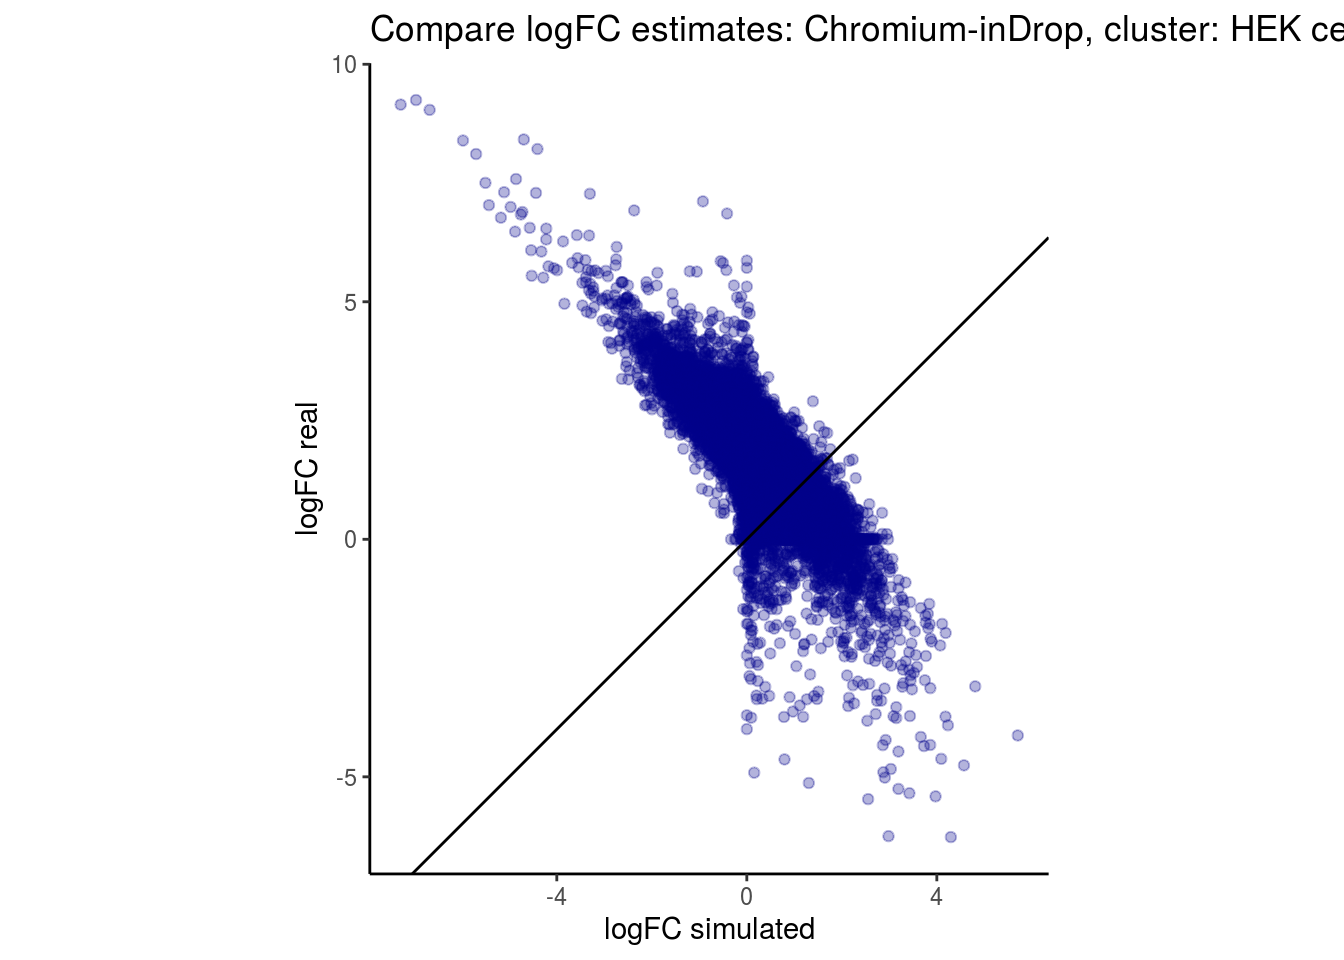 Compare logFC estimates: Chromium-inDrop, cluster: HEK ce
10
5
0
-5
logFC real
-4
0
4
logFC simulated